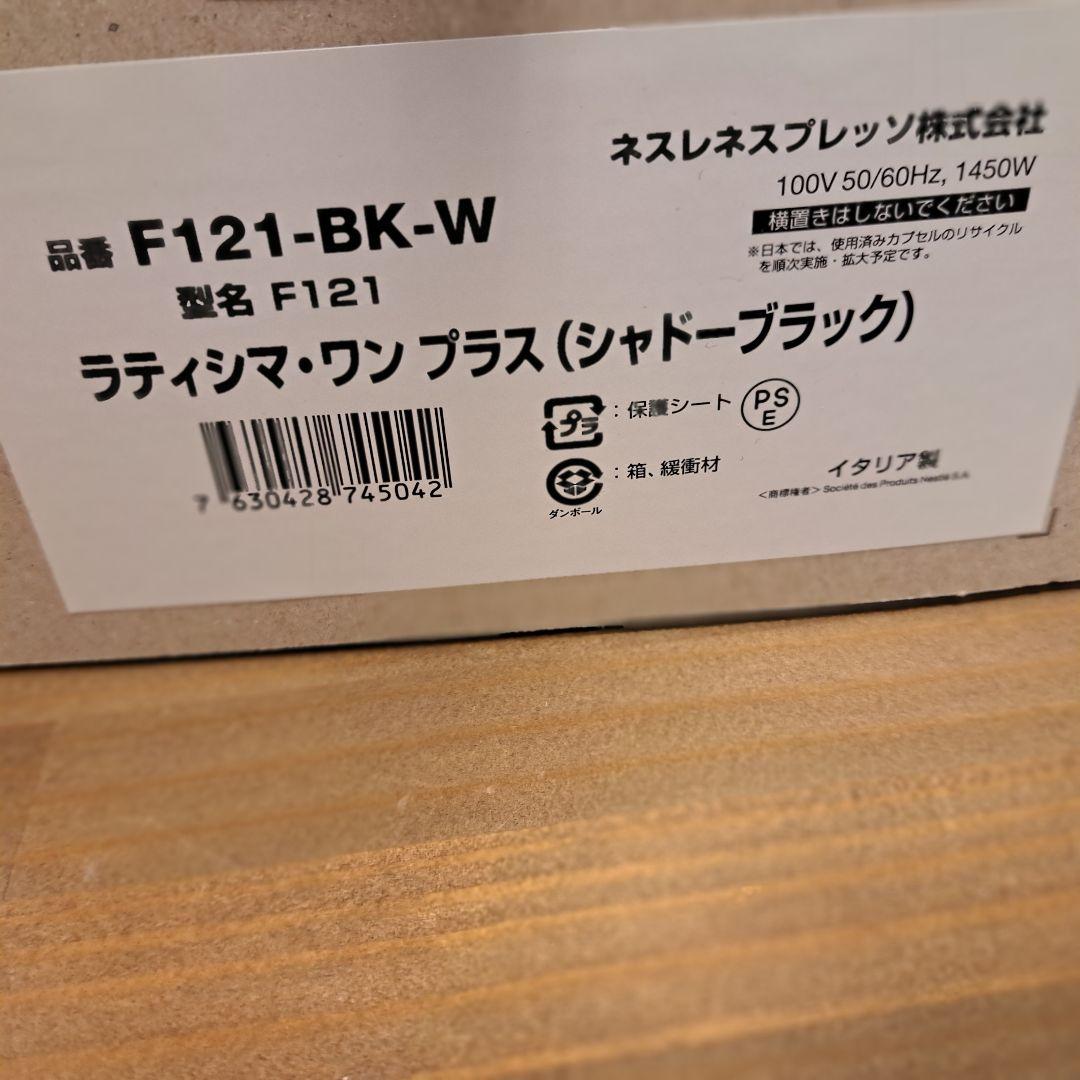 ネスレネスプレッソ株式会社
100V 50/60Hz, 1450W
横置きはしないでください
※日本では、使用済みカプセルのリサイクル
を順次実施・拡大予定です。
品番 F121-BK-W
型名 F121
ラティシマ・ワン プラス(シャドーブラック)
7 630428 745042
プラ : 保護シート
PS
E
: 箱、緩衝材
ダンボール
イタリア製
<商標権者> Société des Produits Nestlé S.A.